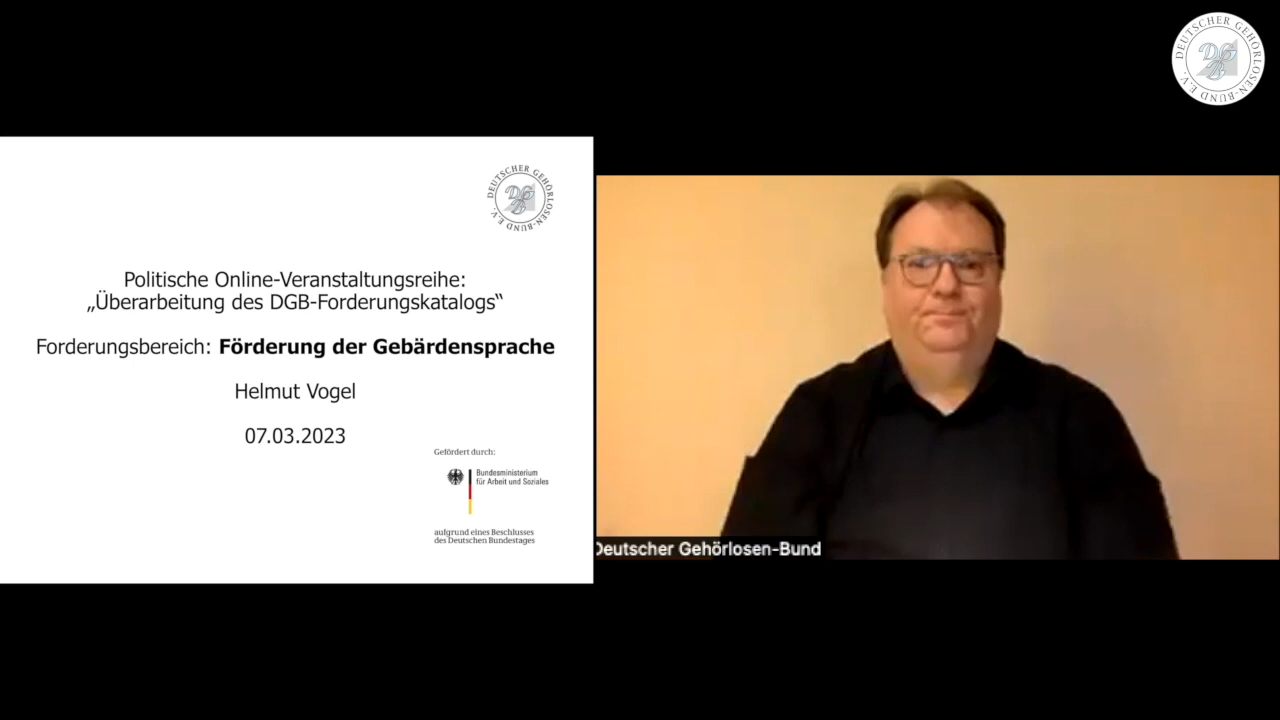 DEUTSCHER GEHÖRLOSEN-BUND E.V.
DGB
DEUTSCHER GEHÖRLOSEN-BUND E.V.
DGB
Politische Online-Veranstaltungsreihe:
„Überarbeitung des DGB-Forderungskatalogs“
Forderungsbereich: Förderung der Gebärdensprache
Helmut Vogel
07.03.2023
Gefördert durch:
Bundesministerium
für Arbeit und Soziales
aufgrund eines Beschlusses
des Deutschen Bundestages
Deutscher Gehörlosen-Bund